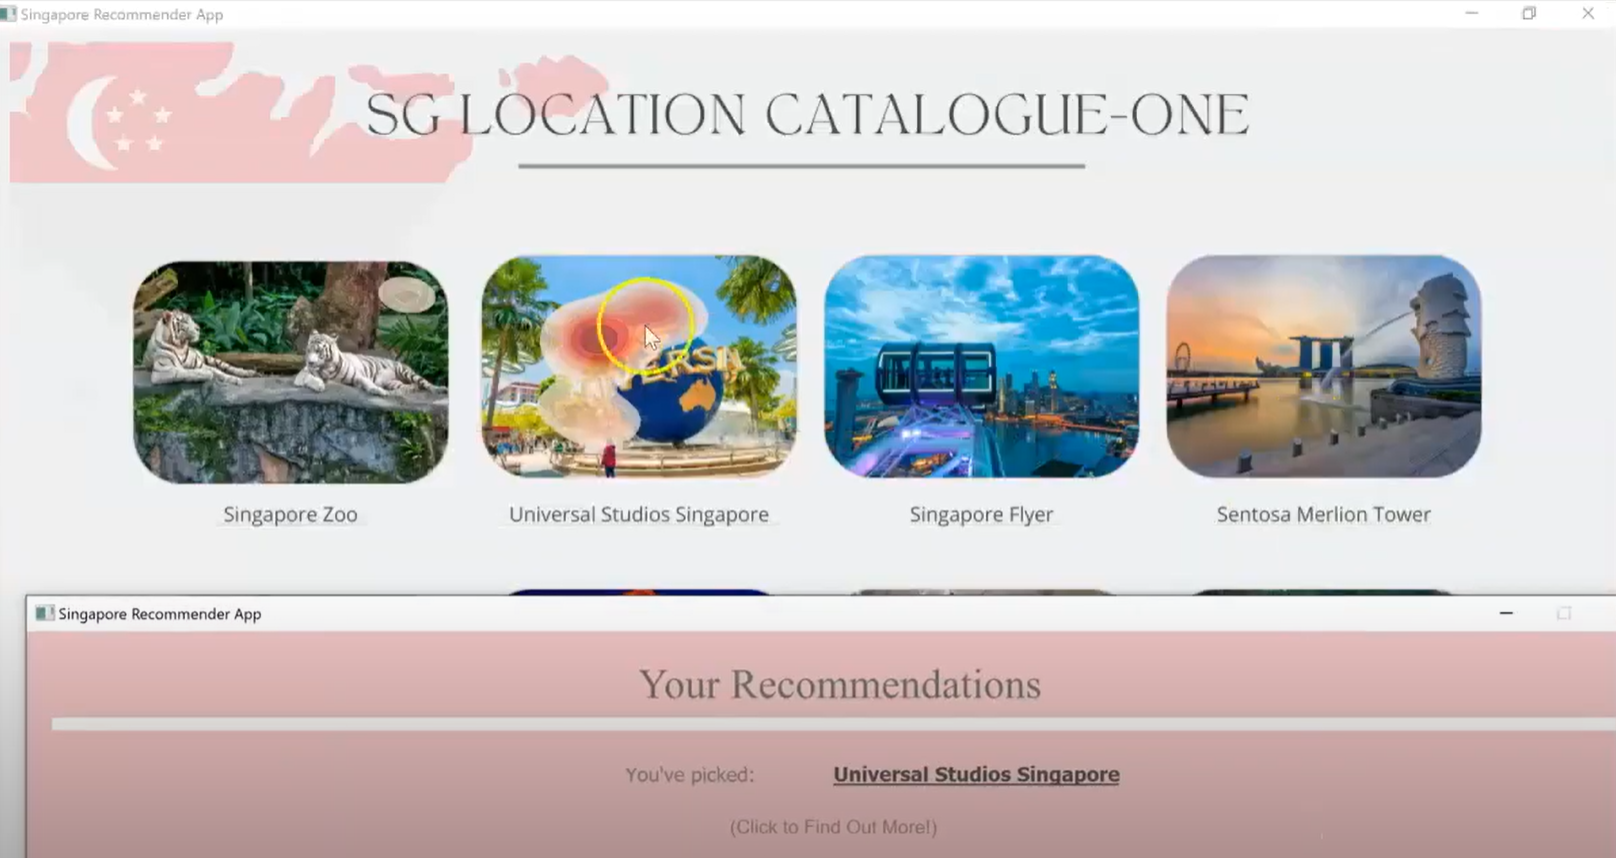 Singapore Recommender App
SG LOCATION CATALOGUE-ONE
Singapore Zoo
Universal Studios Singapore
Singapore Flyer
Sentosa Merlion Tower
Singapore Recommender App
Your Recommendations
You've picked: Universal Studios Singapore
(Click to Find Out More!)